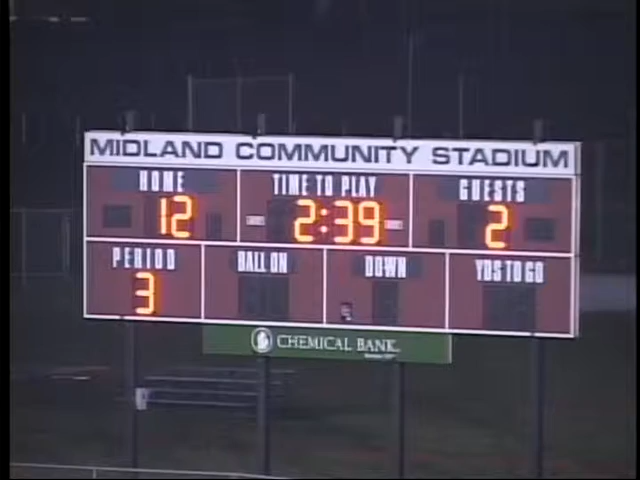 MIDLAND COMMUNITY STADIUM
HOME TIME TO PLAY GUESTS
12 2:39 2
PERIOD BALL ON DOWN YDS TO GO
3
CHEMICAL BANK